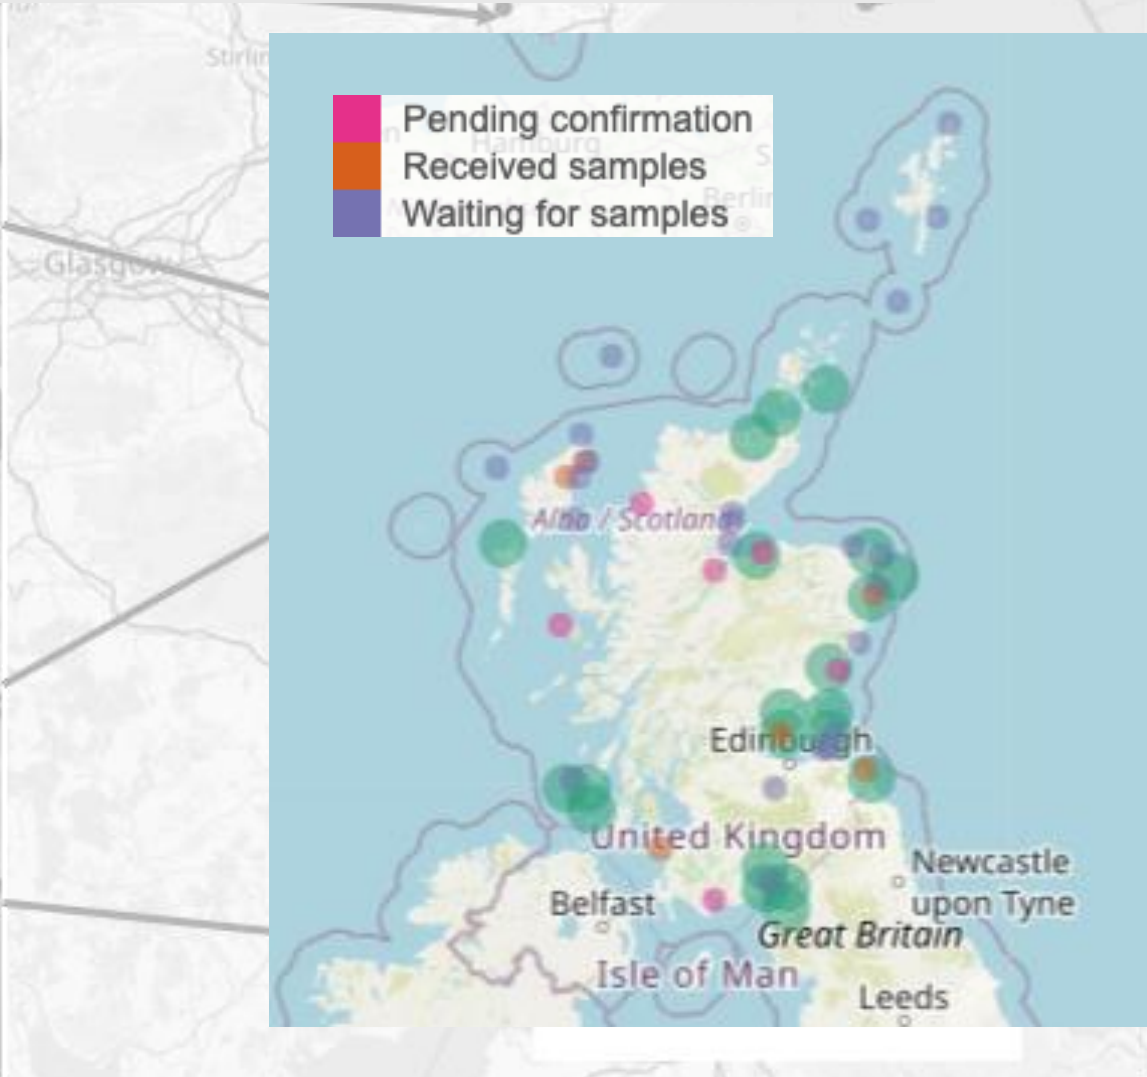 Stirlin
Pending confirmation
Hamburg
Received samples
Berlin
Waiting for samples
Glasgow
Alba / Scotland
Edinburgh
United Kingdom
Newcastle
upon Tyne
Belfast
Great Britain
Isle of Man
Leeds